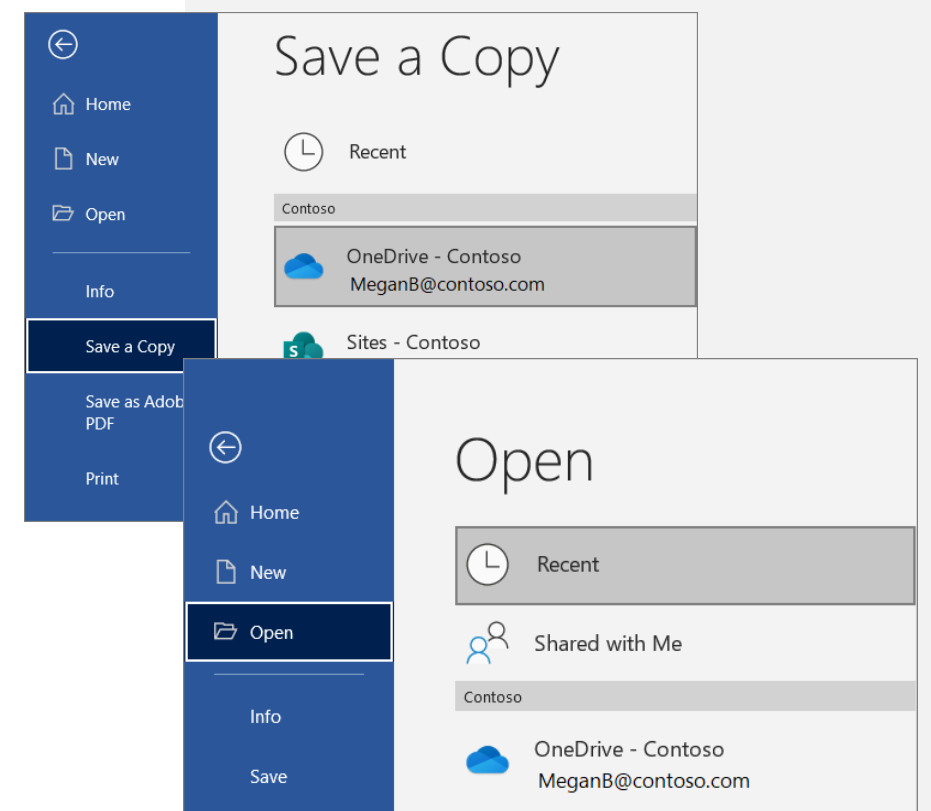 Save a Copy
Home
New
Open
Info
Save a Copy
Save as Adob
PDF
Print
Recent
Contoso
OneDrive - Contoso
MeganB@contoso.com
S
Sites - Contoso
Open
Home
New
Open
Info
Save
Recent
Shared with Me
Contoso
OneDrive - Contoso
MeganB@contoso.com